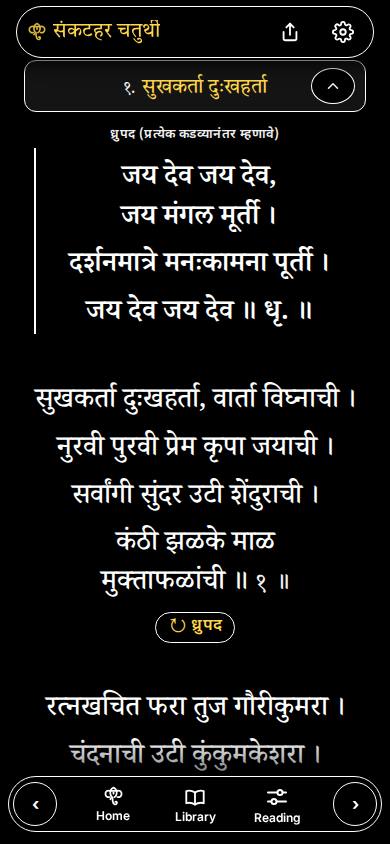 संकटहर चतुर्थी
१. सुखकर्ता दुःखहर्ता
ध्रुपद (प्रत्येक कडव्यानंतर म्हणावे)
जय देव जय देव,
जय मंगल मूर्ती ।
दर्शनमात्रे मनःकामना पूर्ती ।
जय देव जय देव ॥ धृ. ॥
सुखकर्ता दुःखहर्ता, वार्ता विघ्नाची ।
नुरवी पुरवी प्रेम कृपा जयाची ।
सर्वांगी सुंदर उटी शेंदुराची ।
कंठी झळके माळ
मुक्ताफळांची ॥ १ ॥
↻ ध्रुपद
रत्नखचित फरा तुज गौरीकुमरा ।
चंदनाची उटी कुंकुमकेशरा ।
‹ Home Library Reading ›